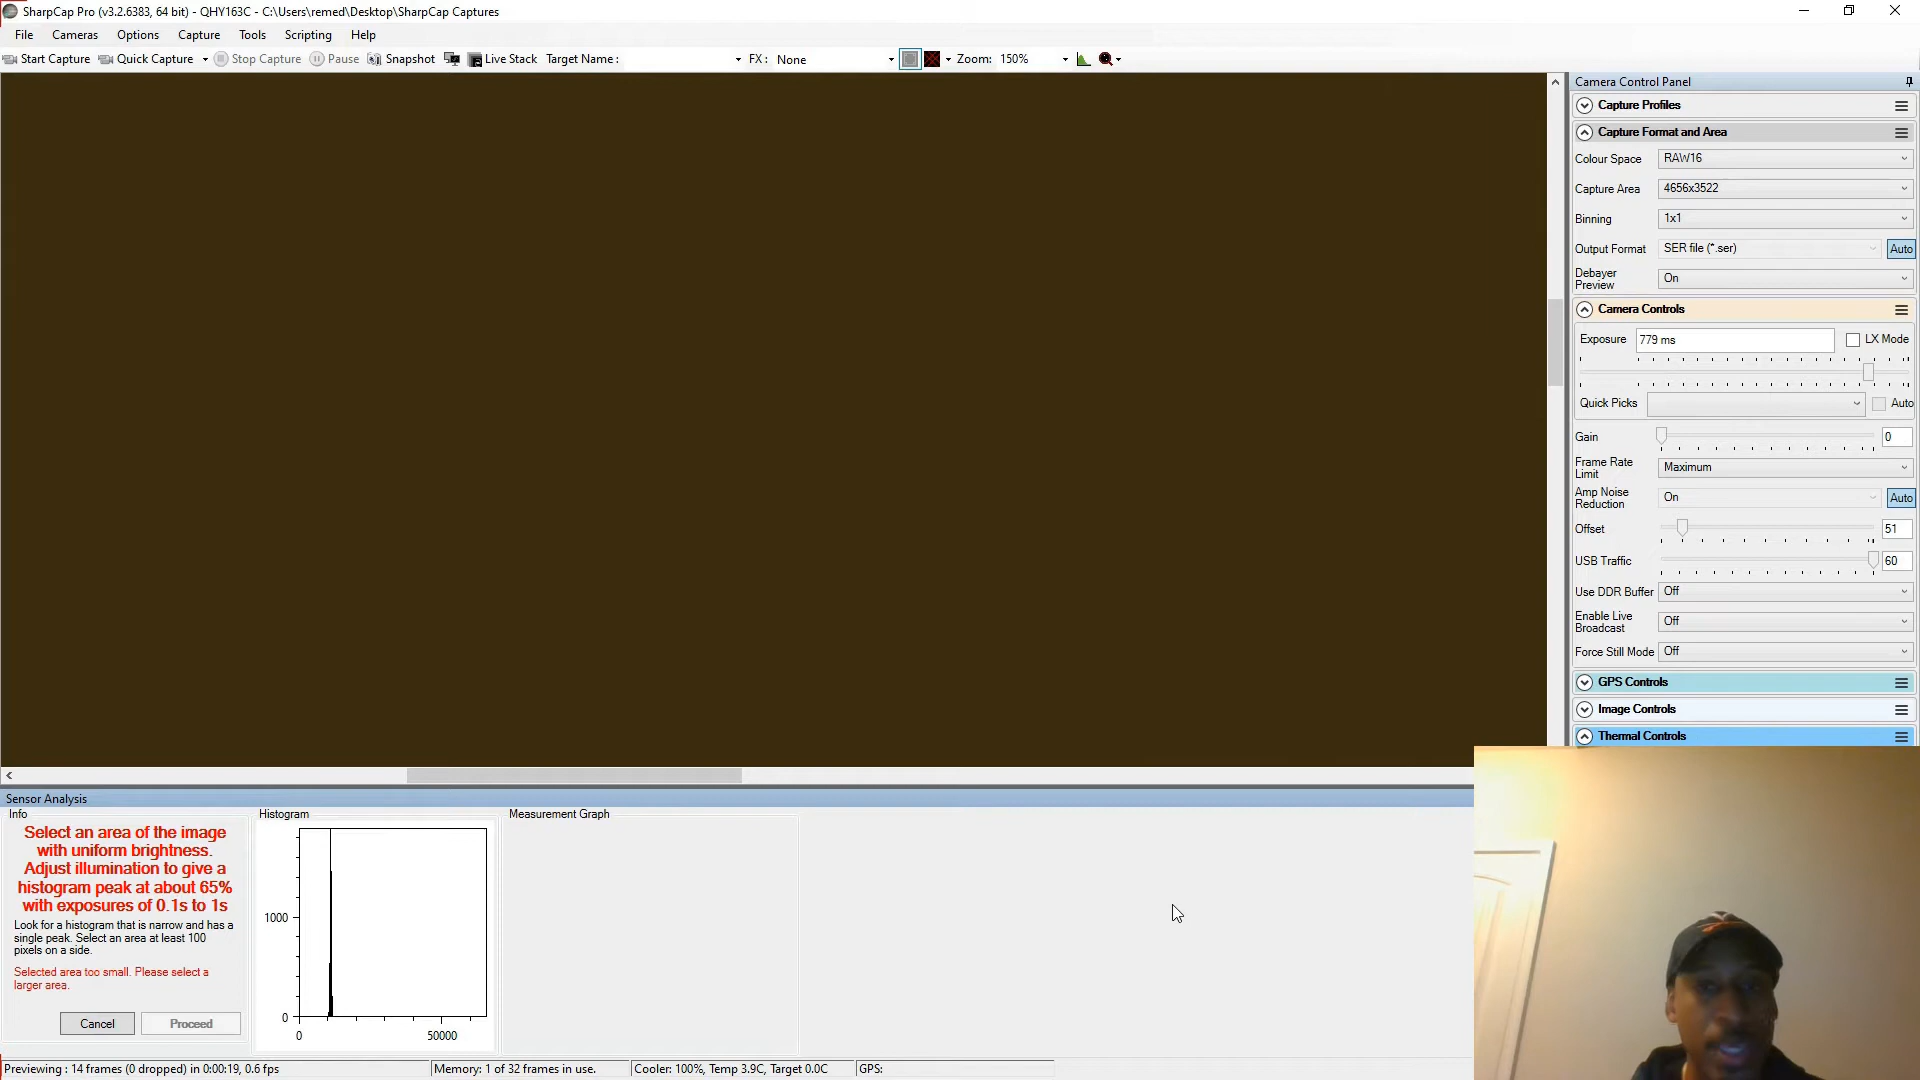 SharpCap Pro (v3.2.6383, 64 bit) - QHY163C - C:\Users\remed\Desktop\SharpCap Captures
File Cameras Options Capture Tools Scripting Help
Start Capture Quick Capture Stop Capture Pause Snapshot Live Stack Target Name : FX : None Zoom: 150%
Camera Control Panel
Capture Profiles
Capture Format and Area
Colour Space RAW16
Capture Area 4656x3522
Binning 1x1
Output Format SER file (*.ser) Auto
Debayer
Preview On
Camera Controls
Exposure 779 ms LX Mode
Quick Picks Auto
Gain 0
Frame Rate
Limit Maximum
Amp Noise
Reduction On Auto
Offset 51
USB Traffic 60
Use DDR Buffer Off
Enable Live
Broadcast Off
Force Still Mode Off
GPS Controls
Image Controls
Thermal Controls
Sensor Analysis
Info
Select an area of the image
with uniform brightness.
Adjust illumination to give a
histogram peak at about 65%
with exposures of 0.1s to 1s
Look for a histogram that is narrow and has a
single peak. Select an area at least 100
pixels on a side.
Selected area too small. Please select a
larger area.
Cancel Proceed
Histogram
1000
0
0 50000
Measurement Graph
Previewing : 14 frames (0 dropped) in 0:00:19, 0.6 fps Memory: 1 of 32 frames in use. Cooler: 100%, Temp 3.9C, Target 0.0C GPS: